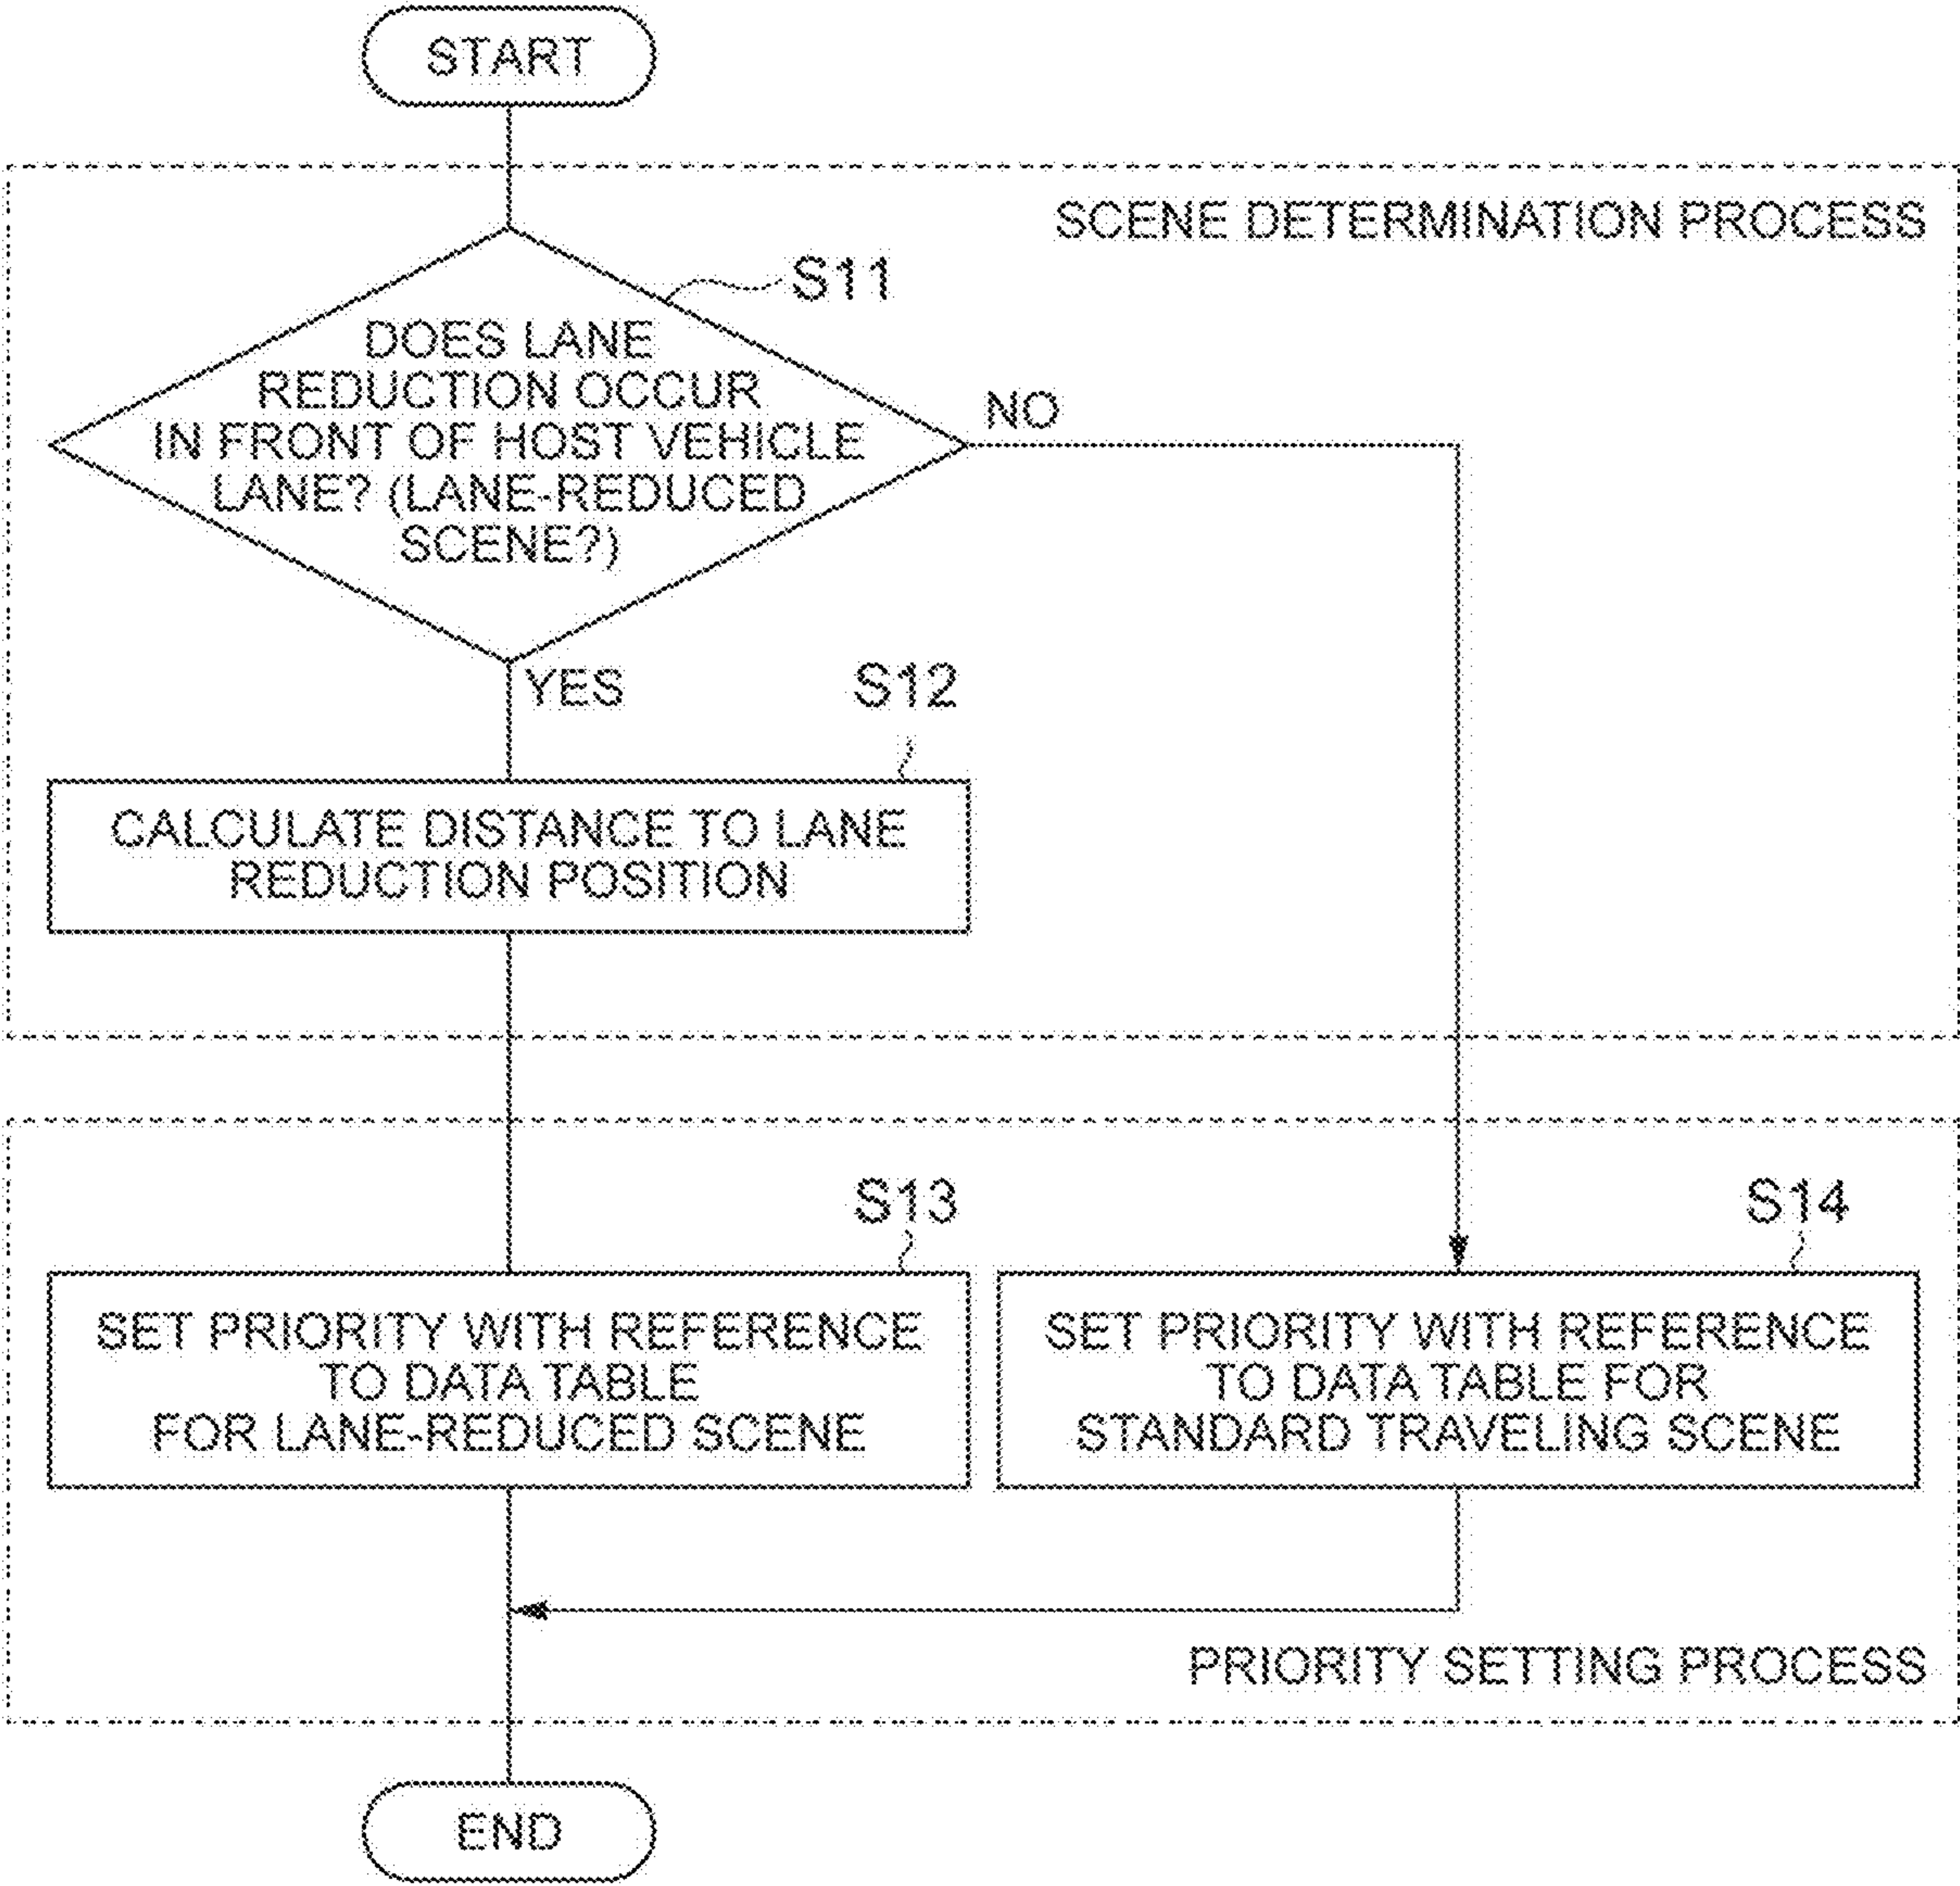 START
SCENE DETERMINATION PROCESS
S11
DOES LANE
REDUCTION OCCUR
IN FRONT OF HOST VEHICLE
LANE? (LANE-REDUCED
SCENE?)
NO
YES
S12
CALCULATE DISTANCE TO LANE
REDUCTION POSITION
S13
SET PRIORITY WITH REFERENCE
TO DATA TABLE
FOR LANE-REDUCED SCENE
S14
SET PRIORITY WITH REFERENCE
TO DATA TABLE FOR
STANDARD TRAVELING SCENE
PRIORITY SETTING PROCESS
END